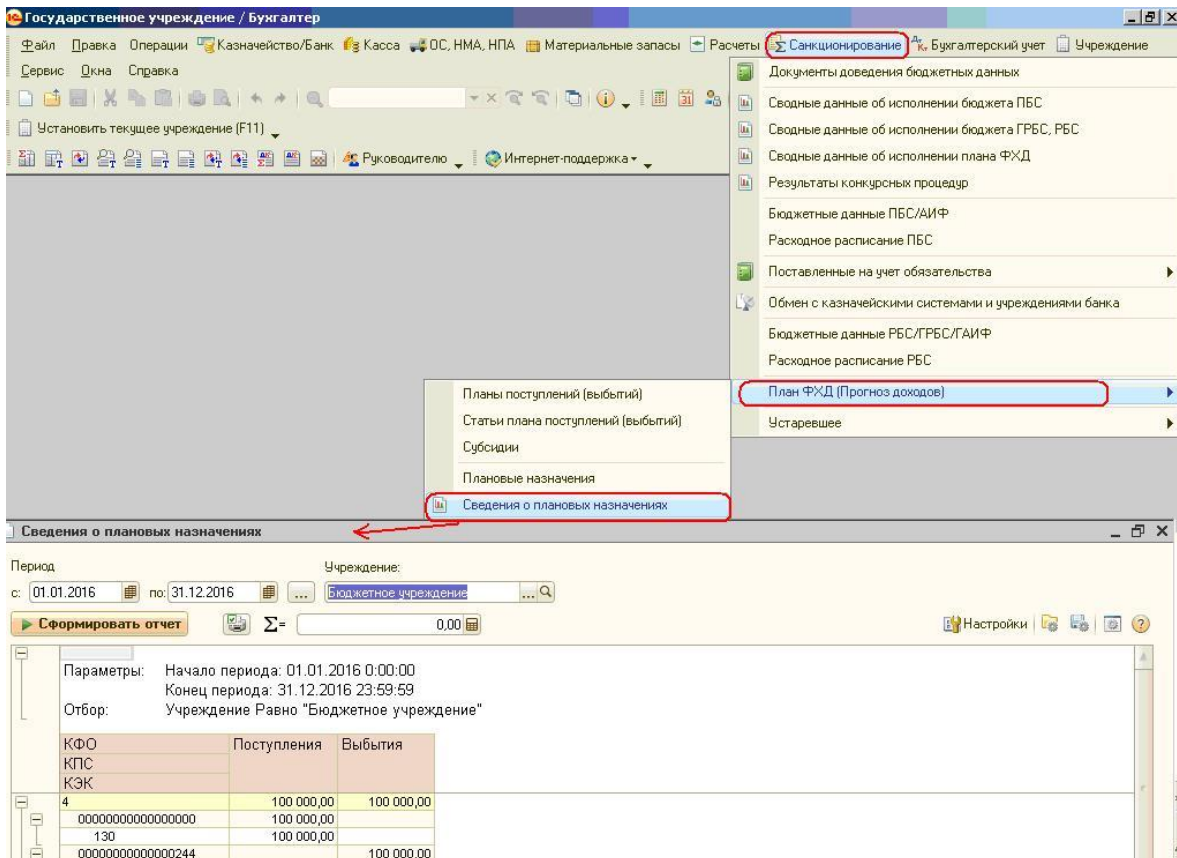 Государственное учреждение / Бухгалтер
Файл Правка Операции Казначейство/Банк Касса ОС, НМА, НПА Материальные запасы Расчеты Санкционирование Бухгалтерский учет Учреждение
Сервис Окна Справка
Установить текущее учреждение (F11)
Руководителю Интернет-поддержка
Документы доведения бюджетных данных
Сводные данные об исполнении бюджета ПБС
Сводные данные об исполнении бюджета ГРБС, РБС
Сводные данные об исполнении плана ФХД
Результаты конкурсных процедур
Бюджетные данные ПБС/АИФ
Расходное расписание ПБС
Поставленные на учет обязательства
Обмен с казначейскими системами и учреждениями банка
Бюджетные данные РБС/ГРБС/ГАИФ
Расходное расписание РБС
План ФХД (Прогноз доходов)
Устаревшее
Планы поступлений (выбытий)
Статьи плана поступлений (выбытий)
Субсидии
Плановые назначения
Сведения о плановых назначениях
Сведения о плановых назначениях
Период Учреждение:
с: 01.01.2016 по: 31.12.2016 ... Бюджетное учреждение ...
Сформировать отчет Σ= 0,00 Настройки
Параметры: Начало периода: 01.01.2016 0:00:00
Конец периода: 31.12.2016 23:59:59
Отбор: Учреждение Равно "Бюджетное учреждение"
КФО Поступления Выбытия
КПС
КЭК
4 100 000,00 100 000,00
00000000000000000 100 000,00
130 100 000,00
00000000000000244 100 000,00